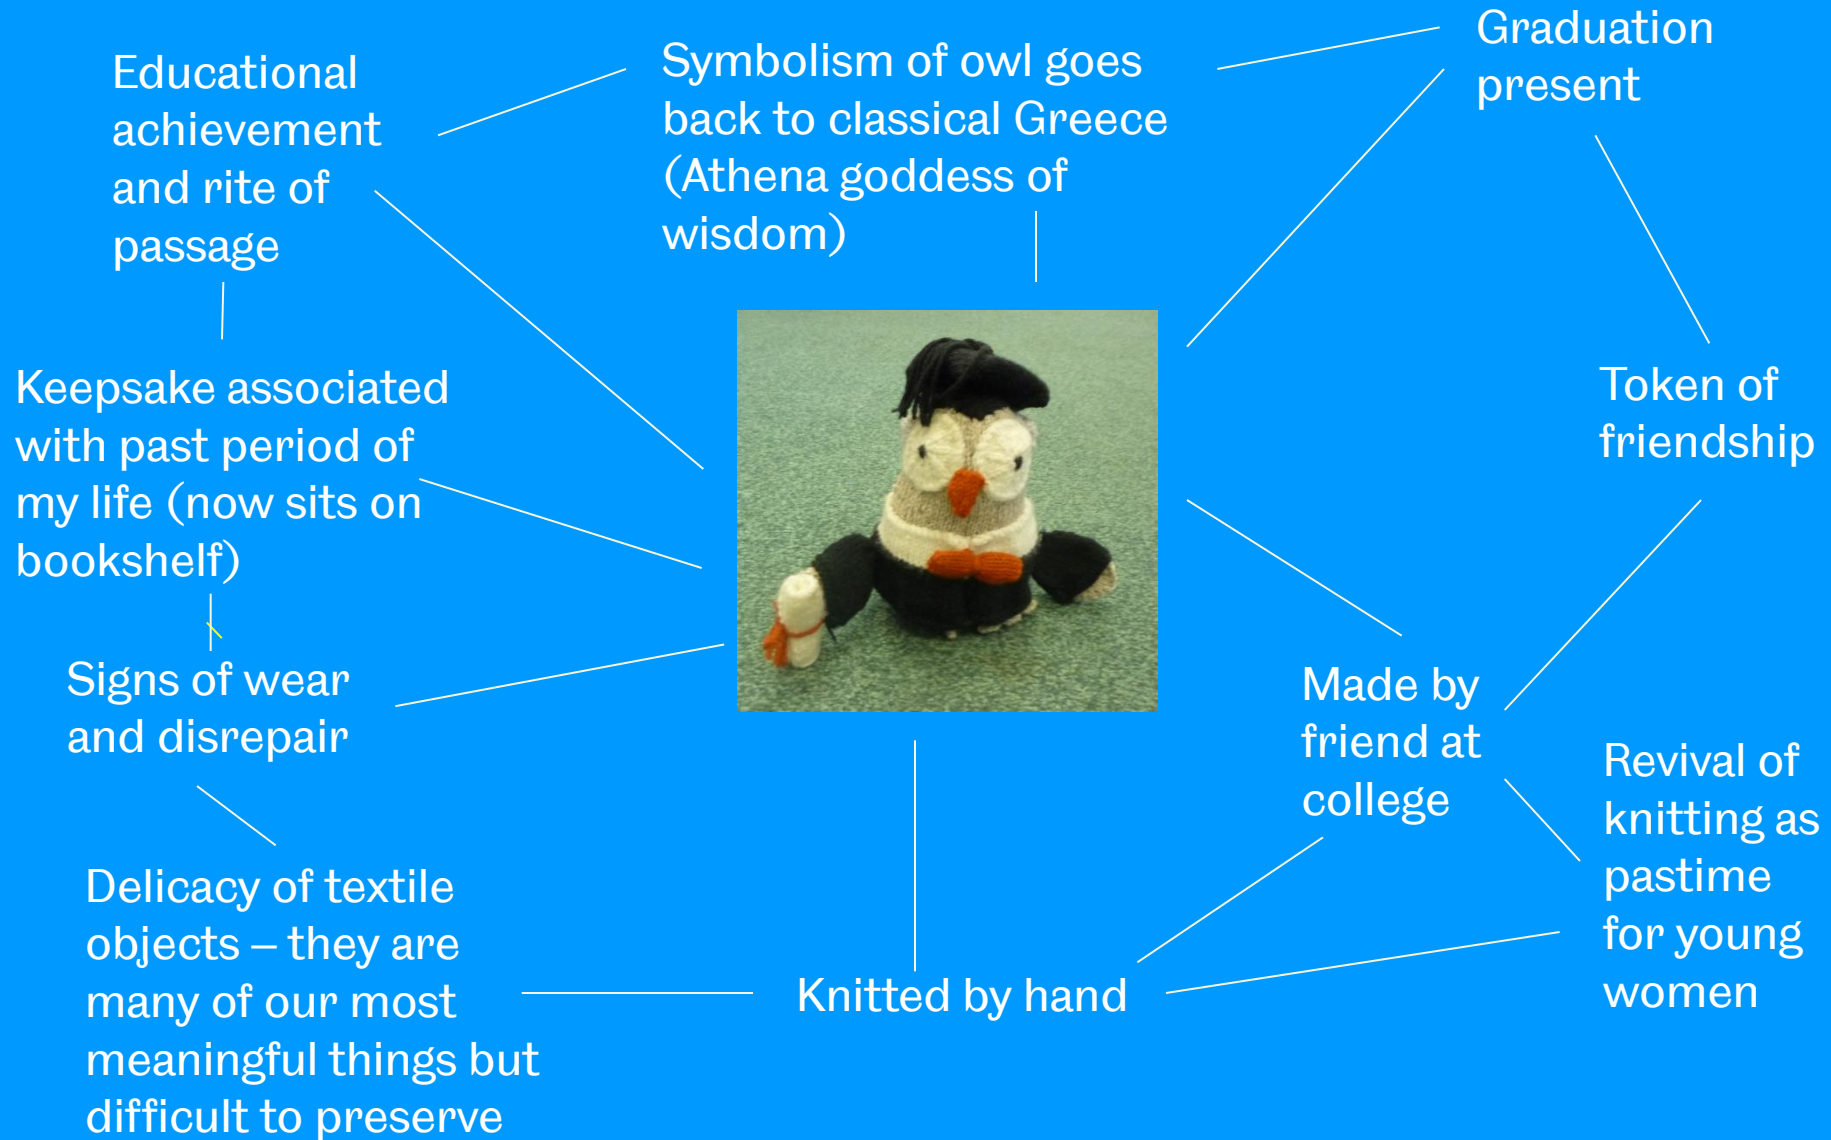 Educational
achievement
and rite of
passage
Symbolism of owl goes
back to classical Greece
(Athena goddess of
wisdom)
Graduation
present
Keepsake associated
with past period of
my life (now sits on
bookshelf)
Token of
friendship
Signs of wear
and disrepair
Made by
friend at
college
Revival of
knitting as
pastime
for young
women
Delicacy of textile
objects – they are
many of our most
meaningful things but
difficult to preserve
Knitted by hand